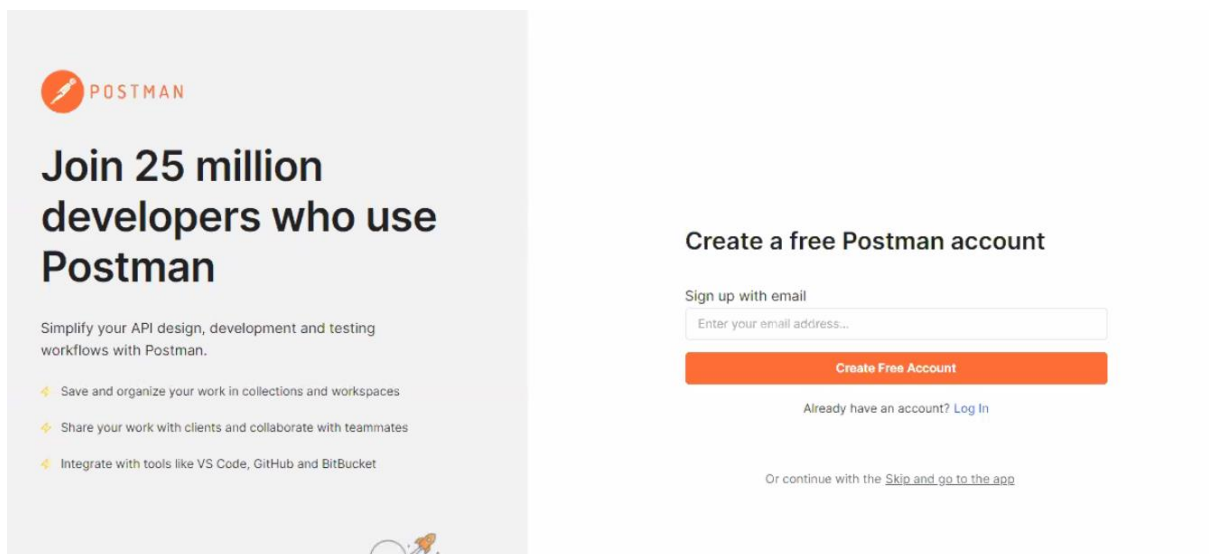 POSTMAN
Join 25 million
developers who use
Postman
Simplify your API design, development and testing
workflows with Postman.
Save and organize your work in collections and workspaces
Share your work with clients and collaborate with teammates
Integrate with tools like VS Code, GitHub and BitBucket
Create a free Postman account
Sign up with email
Enter your email address...
Create Free Account
Already have an account? Log In
Or continue with the Skip and go to the app